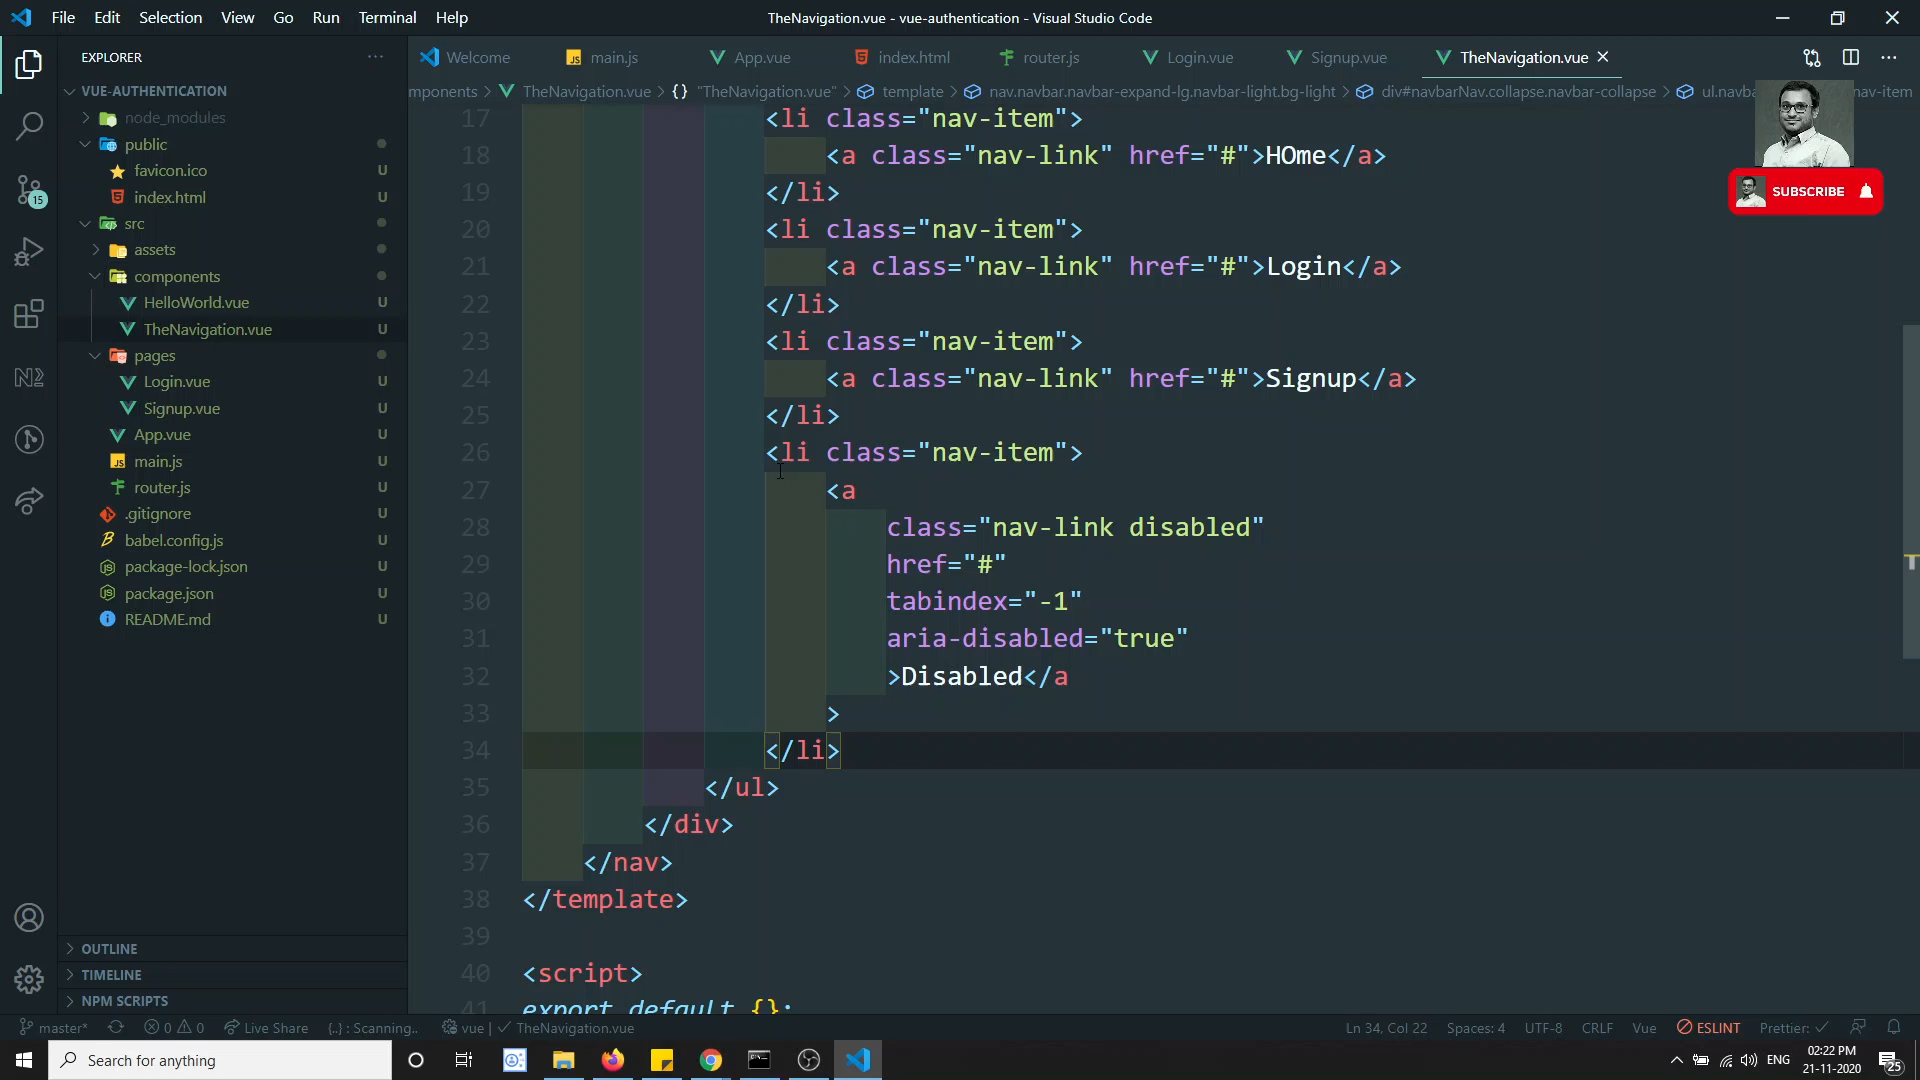 File Edit Selection View Go Run Terminal Help
TheNavigation.vue - vue-authentication - Visual Studio Code
EXPLORER
VUE-AUTHENTICATION
node_modules
public
favicon.ico U
index.html U
src
assets
components
HelloWorld.vue U
TheNavigation.vue U
pages
Login.vue U
Signup.vue U
App.vue U
main.js U
router.js U
.gitignore U
babel.config.js U
package-lock.json U
package.json U
README.md U
OUTLINE
TIMELINE
NPM SCRIPTS
15
Welcome main.js App.vue index.html router.js Login.vue Signup.vue TheNavigation.vue
mponents > TheNavigation.vue > {} "TheNavigation.vue" > template > nav.navbar.navbar-expand-lg.navbar-light.bg-light > div#navbarNav.collapse.navbar-collapse > ul.navba nav-item
SUBSCRIBE
17 <li class="nav-item">
18 <a class="nav-link" href="#">HOme</a>
19 </li>
20 <li class="nav-item">
21 <a class="nav-link" href="#">Login</a>
22 </li>
23 <li class="nav-item">
24 <a class="nav-link" href="#">Signup</a>
25 </li>
26 <li class="nav-item">
27 <a
28 class="nav-link disabled"
29 href="#"
30 tabindex="-1"
31 aria-disabled="true"
32 >Disabled</a
33 >
34 </li>
35 </ul>
36 </div>
37 </nav>
38 </template>
39
40 <script>
41 export default {};
master* 0 0 Live Share {..} : Scanning.. vue | TheNavigation.vue Ln 34, Col 22 Spaces: 4 UTF-8 CRLF Vue ESLINT Prettier:
Search for anything
ENG
02:22 PM
21-11-2020
25